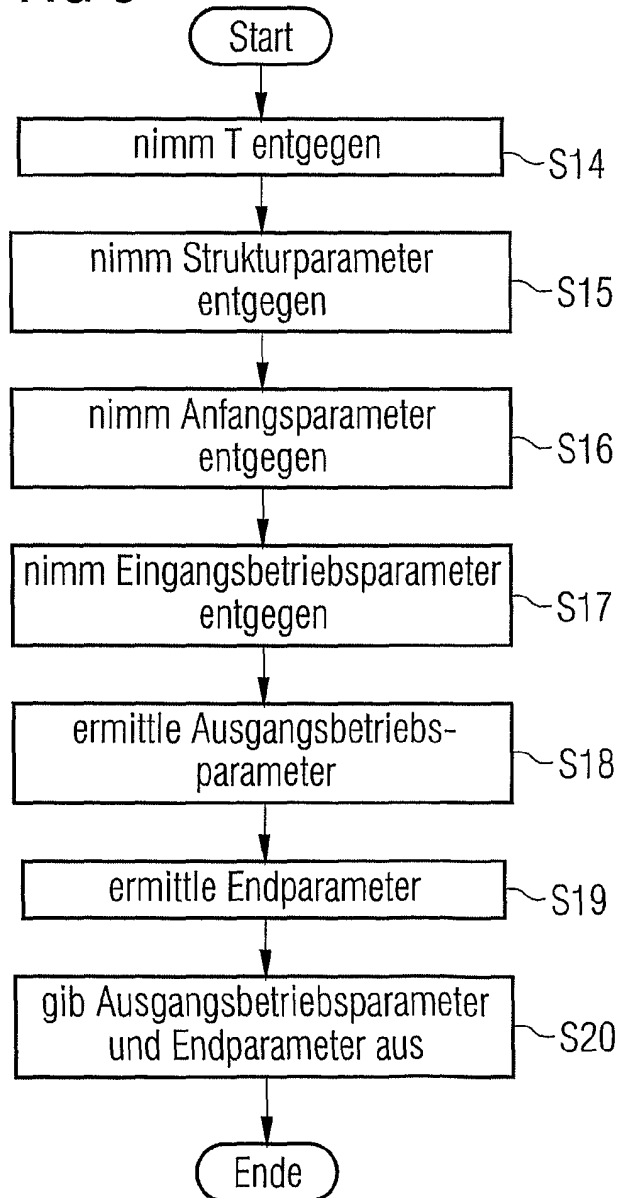 Start
nimm T entgegen
S14
nimm Strukturparameter
entgegen
S15
nimm Anfangsparameter
entgegen
S16
nimm Eingangsbetriebsparameter
entgegen
S17
ermittle Ausgangsbetriebs-
parameter
S18
ermittle Endparameter
S19
gib Ausgangsbetriebsparameter
und Endparameter aus
S20
Ende